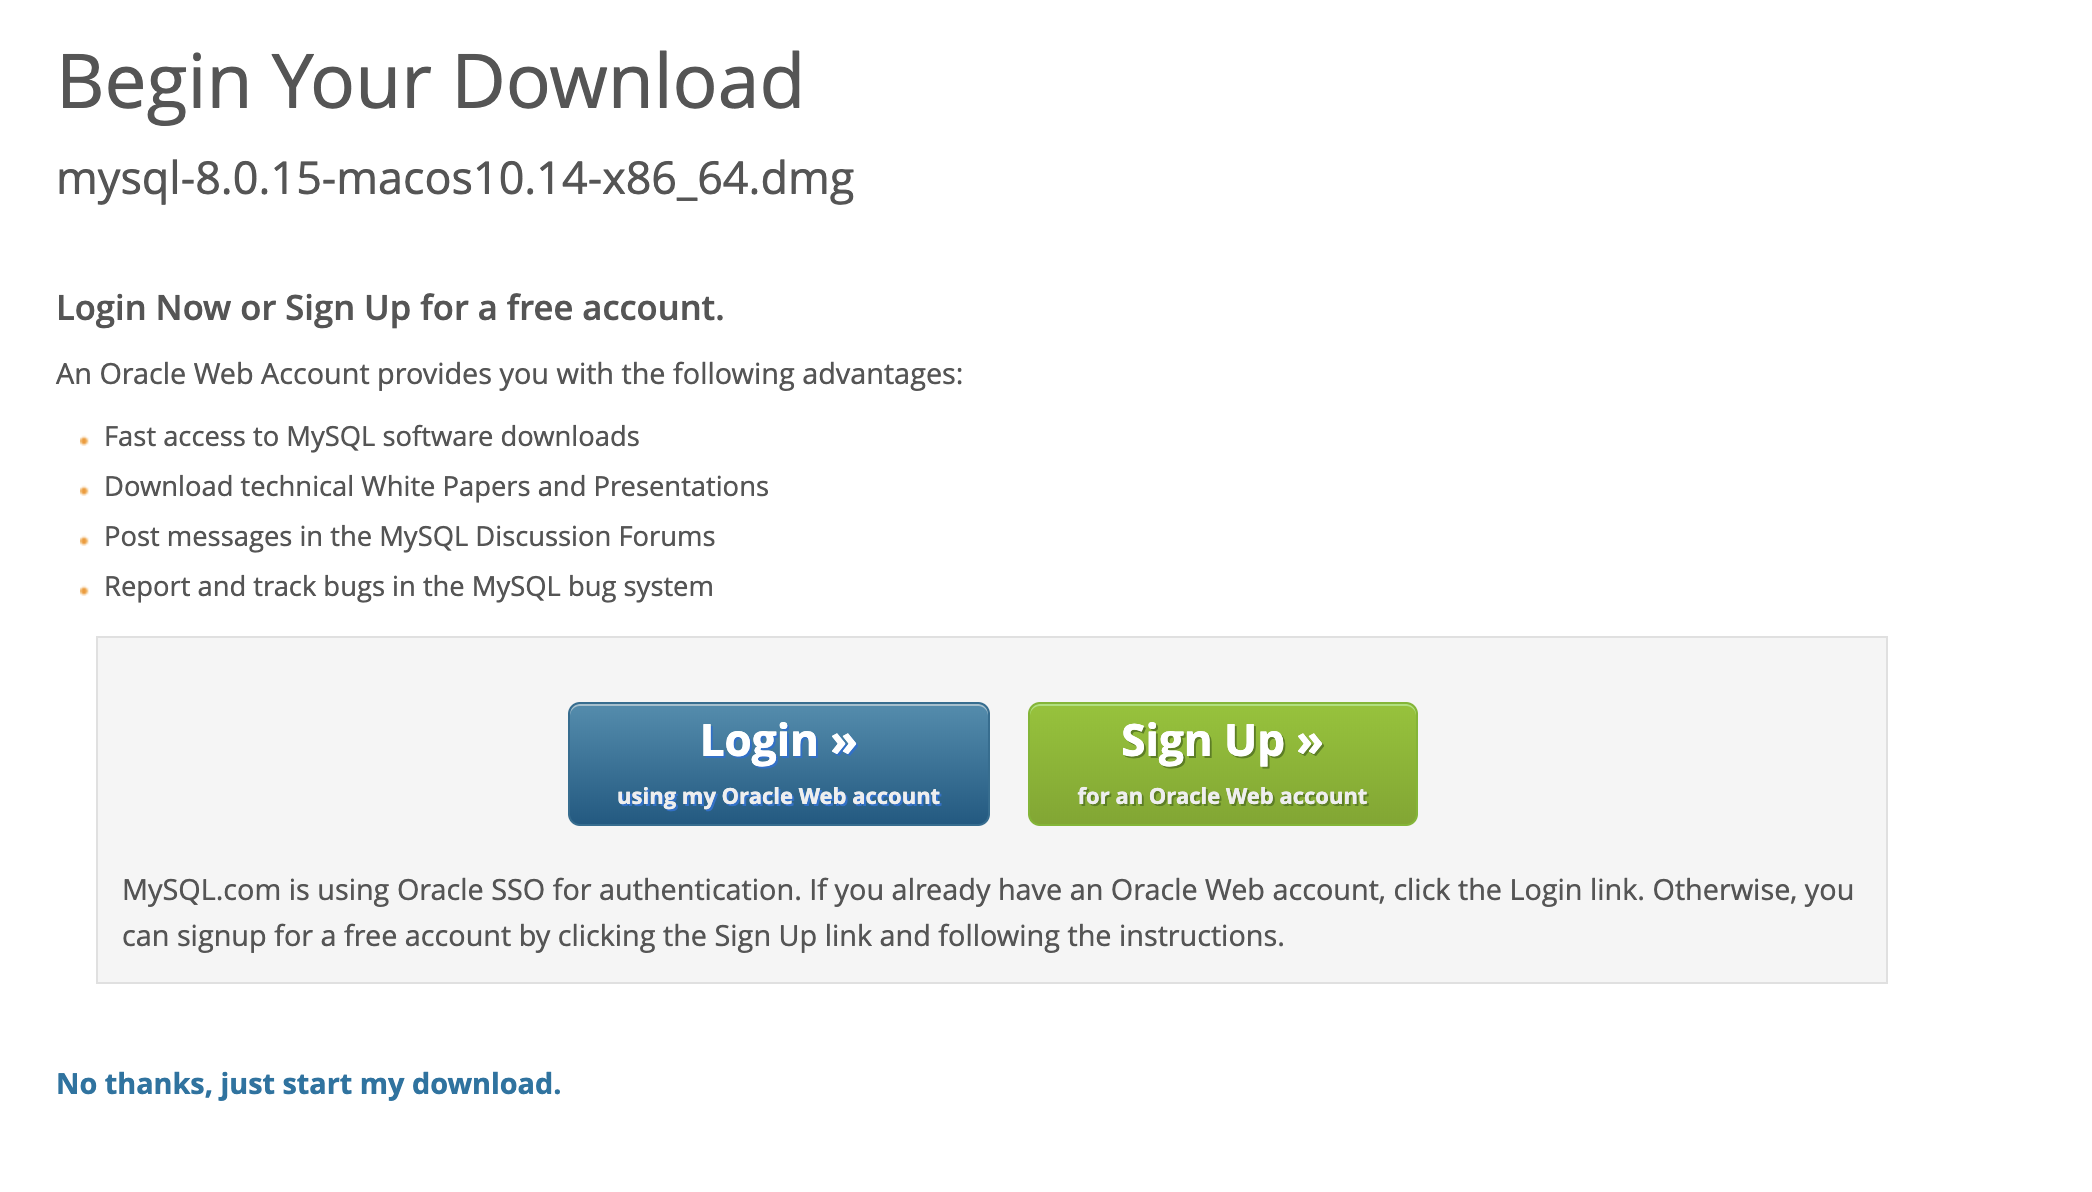 Begin Your Download
mysql-8.0.15-macos10.14-x86_64.dmg
Login Now or Sign Up for a free account.
An Oracle Web Account provides you with the following advantages:
Fast access to MySQL software downloads
Download technical White Papers and Presentations
Post messages in the MySQL Discussion Forums
Report and track bugs in the MySQL bug system
Login »
using my Oracle Web account
Sign Up »
for an Oracle Web account
MySQL.com is using Oracle SSO for authentication. If you already have an Oracle Web account, click the Login link. Otherwise, you
can signup for a free account by clicking the Sign Up link and following the instructions.
No thanks, just start my download.